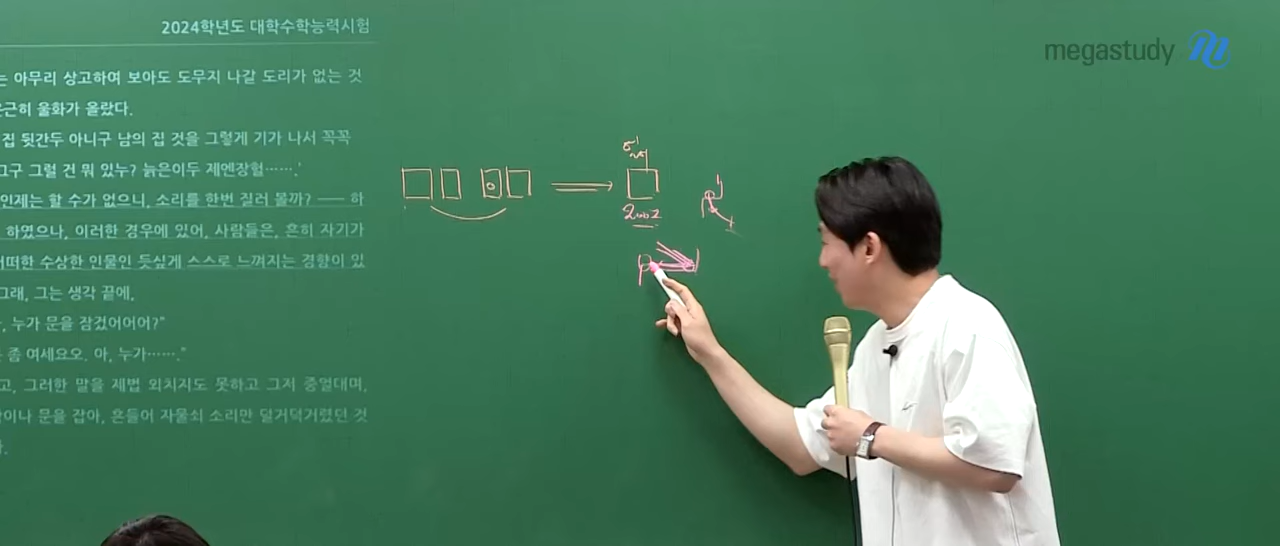 2024학년도 대학수학능력시험
megastudy
는 아무리 상고하여 보아도 도무지 나갈 도리가 없는 것
은근히 울화가 올랐다.
집 뒷간두 아니구 남의 집 것을 그렇게 기가 나서 꼭꼭
그구 그럴 건 뭐 있누? 늙은이두 제엔장헐…….'
인제는 할 수가 없으니, 소리를 한번 질러 볼까? ── 하
하였으나, 이러한 경우에 있어, 사람들은, 흔히 자기가
어떠한 수상한 인물인 듯싶게 스스로 느껴지는 경향이 있
그래, 그는 생각 끝에,
, 누가 문을 잠겄어어어?"
좀 여세요오. 아, 누가……."
고, 그러한 말을 제법 외치지도 못하고 그저 중얼대며,
이나 문을 잡아, 흔들어 자물쇠 소리만 덜거덕거렸던 것